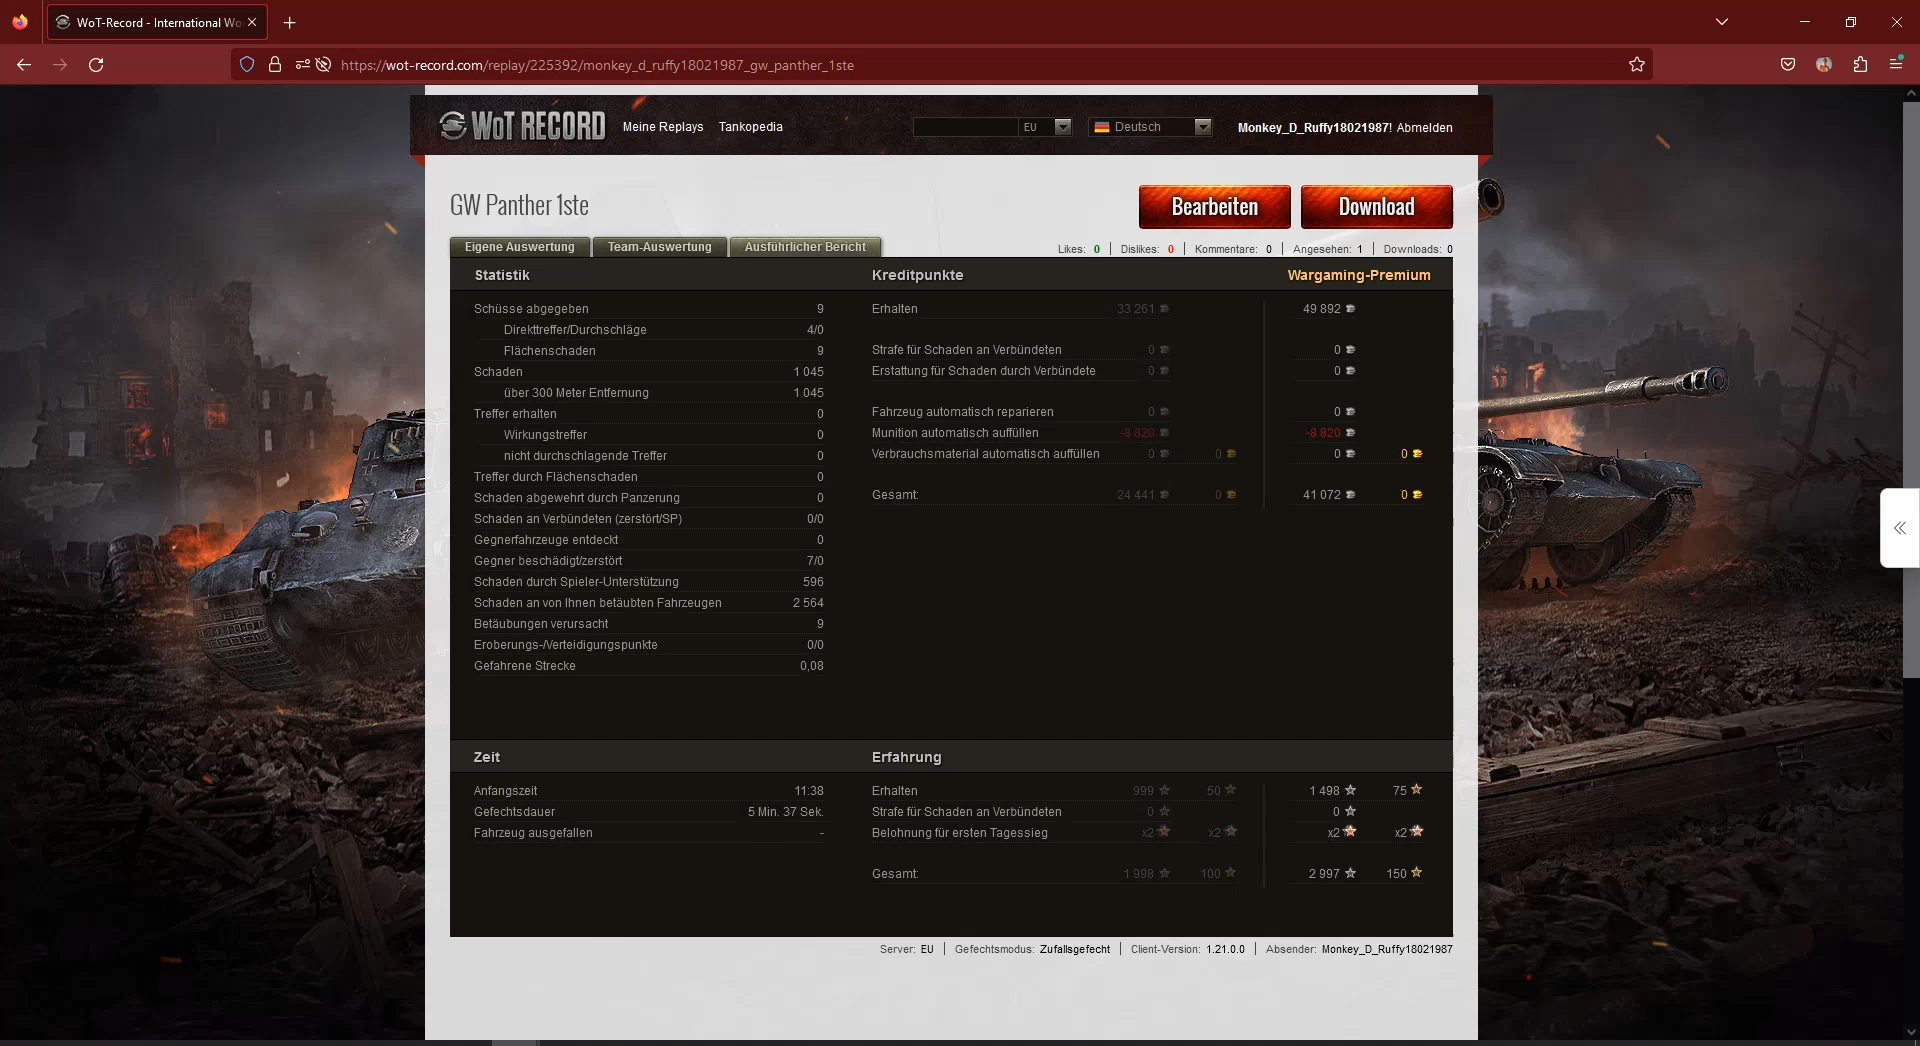 WoT-Record - International Wo
https://wot-record.com/replay/225392/monkey_d_ruffy18021987_gw_panther_1ste
WoT RECORD Meine Replays Tankopedia EU Deutsch Monkey_D_Ruffy18021987! Abmelden
GW Panther 1ste Bearbeiten Download
Eigene Auswertung Team-Auswertung Ausführlicher Bericht Likes: 0 Dislikes: 0 Kommentare: 0 Angesehen: 1 Downloads: 0
Statistik Kreditpunkte Wargaming-Premium
Schüsse abgegeben 9 Erhalten 33 261 49 892
Direkttreffer/Durchschläge 4/0
Flächenschaden 9 Strafe für Schaden an Verbündeten 0 0
Schaden 1 045 Erstattung für Schaden durch Verbündete 0 0
über 300 Meter Entfernung 1 045
Treffer erhalten 0 Fahrzeug automatisch reparieren 0 0
Wirkungstreffer 0 Munition automatisch auffüllen -8 820 -8 820
nicht durchschlagende Treffer 0 Verbrauchsmaterial automatisch auffüllen 0 0 0 0
Treffer durch Flächenschaden 0
Schaden abgewehrt durch Panzerung 0 Gesamt: 24 441 0 41 072 0
Schaden an Verbündeten (zerstört/SP) 0/0
Gegnerfahrzeuge entdeckt 0
Gegner beschädigt/zerstört 7/0
Schaden durch Spieler-Unterstützung 596
Schaden an von Ihnen betäubten Fahrzeugen 2 564
Betäubungen verursacht 9
Eroberungs-/Verteidigungspunkte 0/0
Gefahrene Strecke 0,08
Zeit Erfahrung
Anfangszeit 11:38 Erhalten 999 50 1 498 75
Gefechtsdauer 5 Min. 37 Sek. Strafe für Schaden an Verbündeten 0 0
Fahrzeug ausgefallen - Belohnung für ersten Tagessieg x2 x2 x2 x2
Gesamt: 1 998 100 2 997 150
Server: EU Gefechtsmodus: Zufallsgefecht Client-Version: 1.21.0.0 Absender: Monkey_D_Ruffy18021987